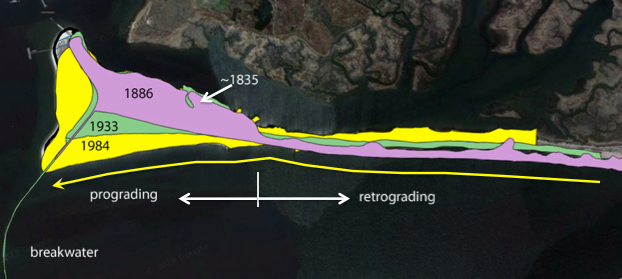 ~1835
1886
1933
1984
prograding
retrograding
breakwater